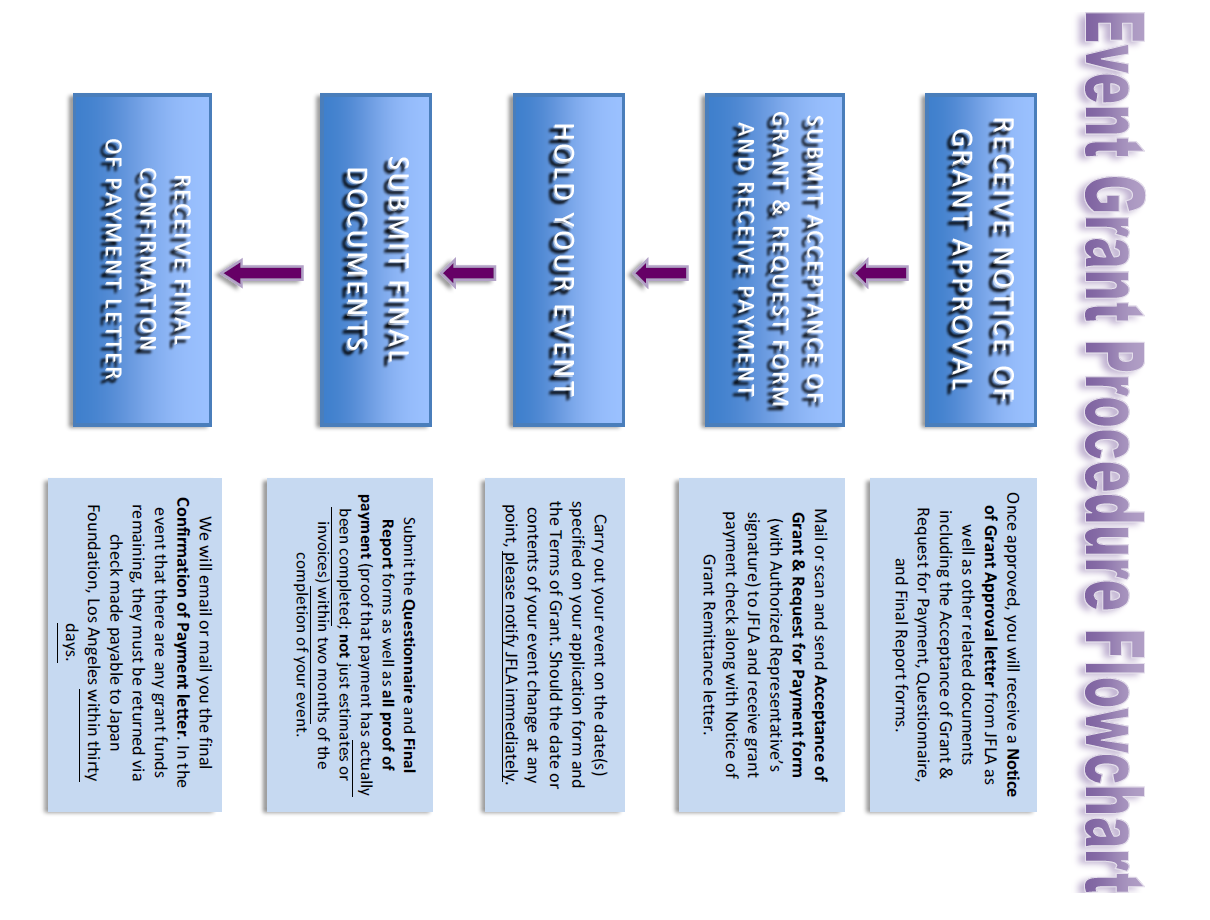 Event Grant Procedure Flowchart
RECEIVE NOTICE OF
GRANT APPROVAL
Once approved, you will receive a Notice
of Grant Approval letter from JFLA as
well as other related documents
including the Acceptance of Grant &
Request for Payment, Questionnaire,
and Final Report forms.
SUBMIT ACCEPTANCE OF
GRANT & REQUEST FORM
AND RECEIVE PAYMENT
Mail or scan and send Acceptance of
Grant & Request for Payment form
(with Authorized Representative's
signature) to JFLA and receive grant
payment check along with Notice of
Grant Remittance letter.
HOLD YOUR EVENT
Carry out your event on the date(s)
specified on your application form and
the Terms of Grant. Should the date or
contents of your event change at any
point, please notify JFLA immediately.
SUBMIT FINAL
DOCUMENTS
Submit the Questionnaire and Final
Report forms as well as all proof of
payment (proof that payment has actually
been completed; not just estimates or
invoices) within two months of the
completion of your event.
RECEIVE FINAL
CONFIRMATION
OF PAYMENT LETTER
We will email or mail you the final
Confirmation of Payment letter. In the
event that there are any grant funds
remaining, they must be returned via
check made payable to Japan
Foundation, Los Angeles within thirty
days.